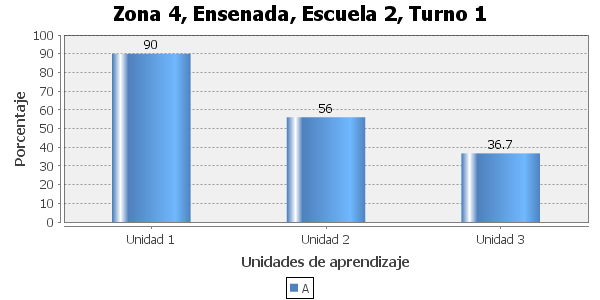 Zona 4, Ensenada, Escuela 2, Turno 1
Porcentaje
100
90
80
70
60
50
40
30
20
10
0
90
56
36.7
Unidad 1
Unidad 2
Unidad 3
Unidades de aprendizaje
A